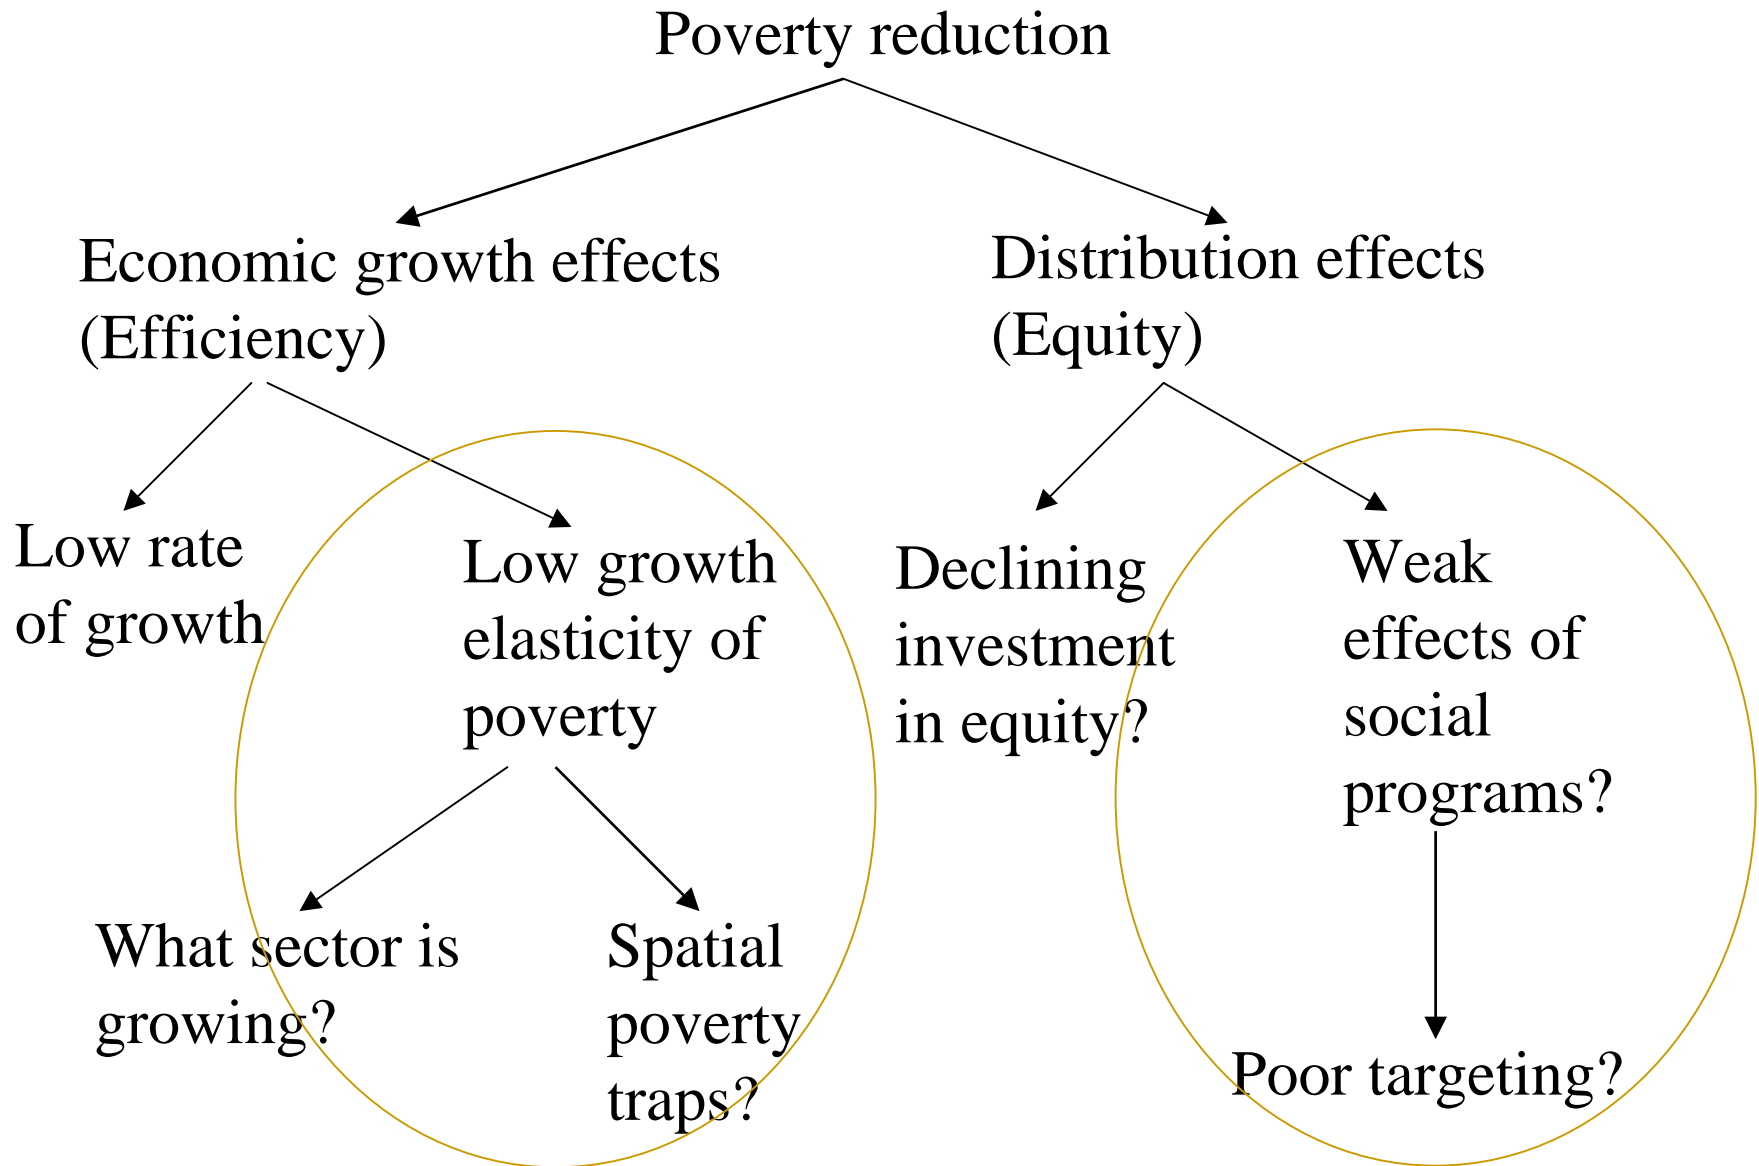 Poverty reduction
Economic growth effects
(Efficiency)
Distribution effects
(Equity)
Low rate
of growth
Low growth
elasticity of
poverty
Declining
investment
in equity?
Weak
effects of
social
programs?
What sector is
growing?
Spatial
poverty
traps?
Poor targeting?